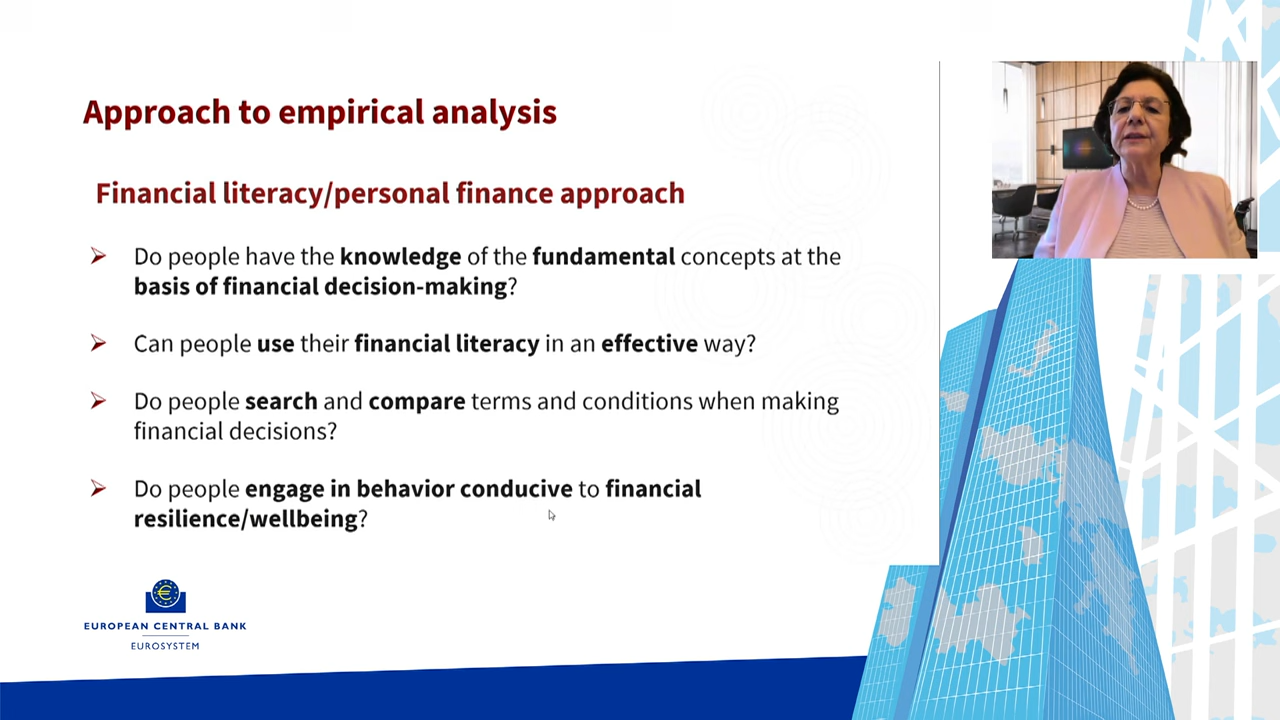 Approach to empirical analysis
Financial literacy/personal finance approach
Do people have the knowledge of the fundamental concepts at the
basis of financial decision-making?
Can people use their financial literacy in an effective way?
Do people search and compare terms and conditions when making
financial decisions?
Do people engage in behavior conducive to financial
resilience/wellbeing?
EUROPEAN CENTRAL BANK
EUROSYSTEM